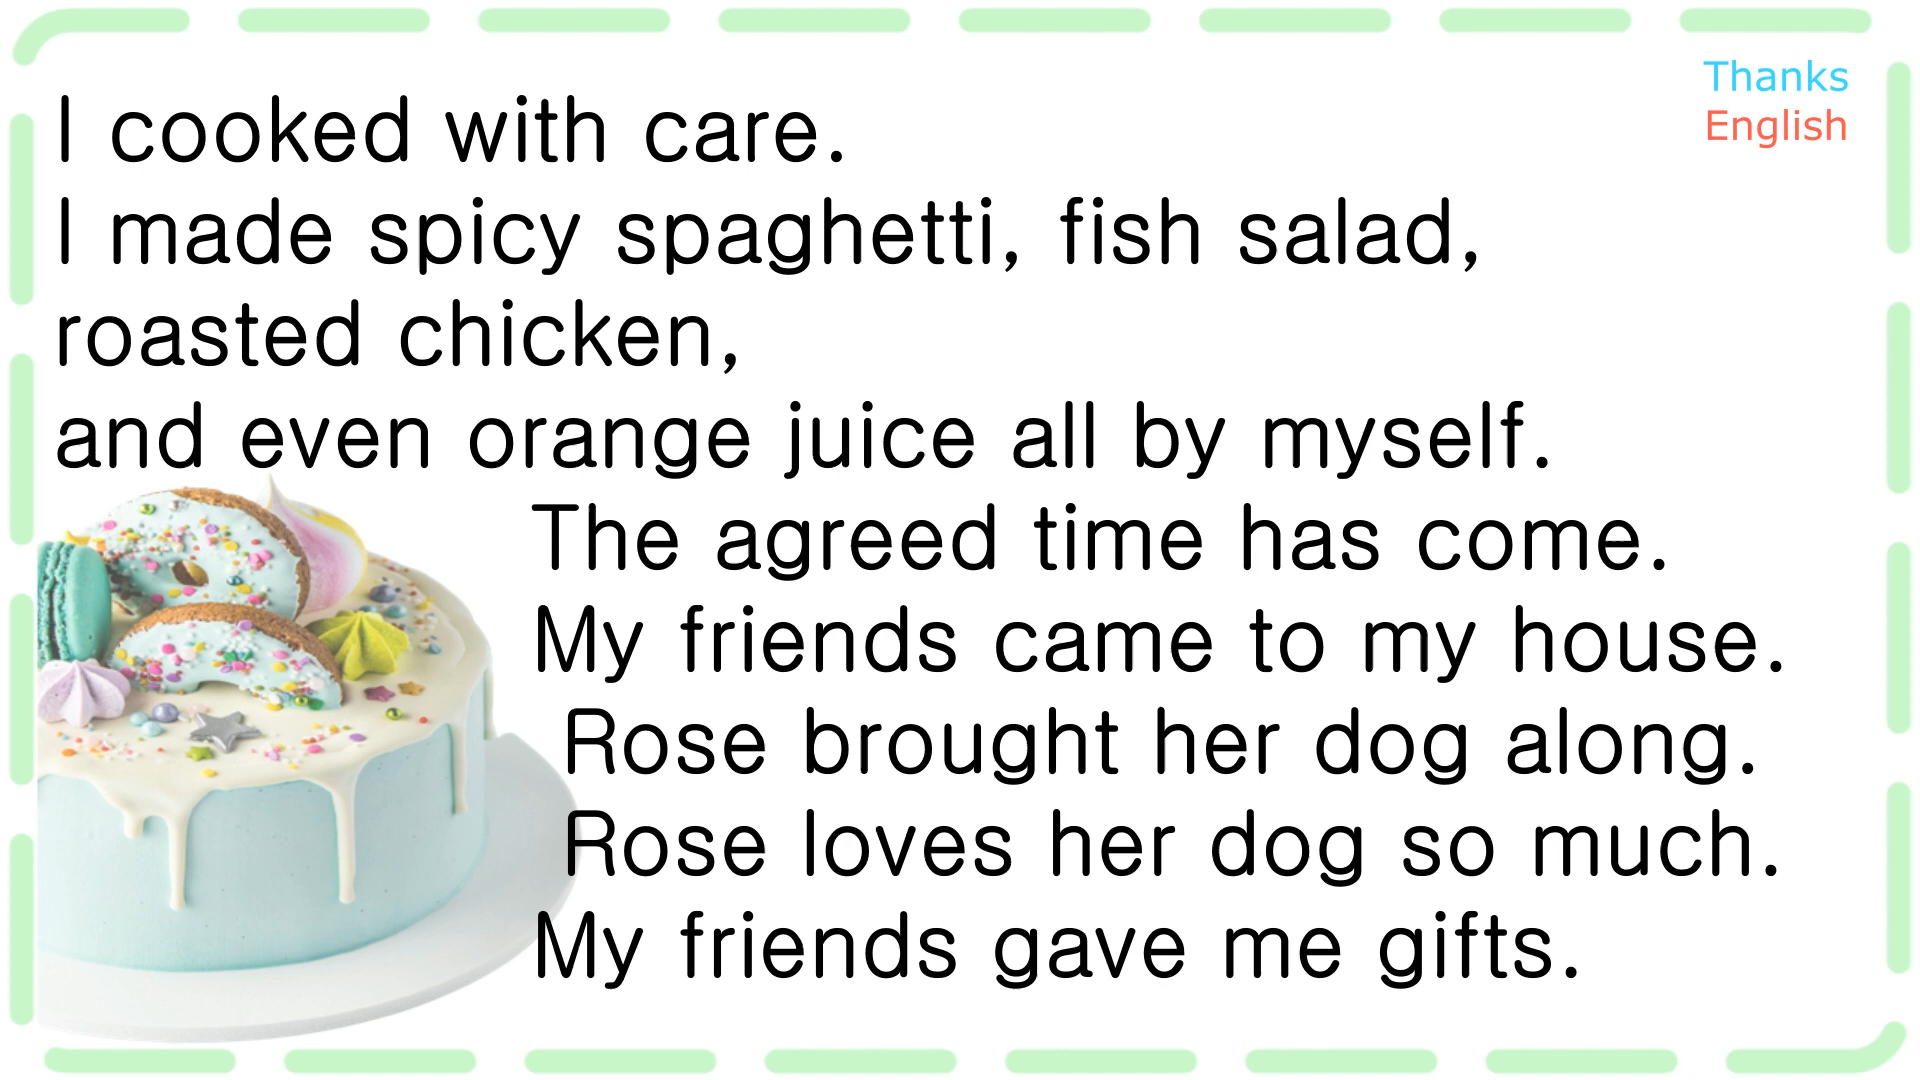 Thanks
English
I cooked with care.
I made spicy spaghetti, fish salad,
roasted chicken,
and even orange juice all by myself.
The agreed time has come.
My friends came to my house.
Rose brought her dog along.
Rose loves her dog so much.
My friends gave me gifts.